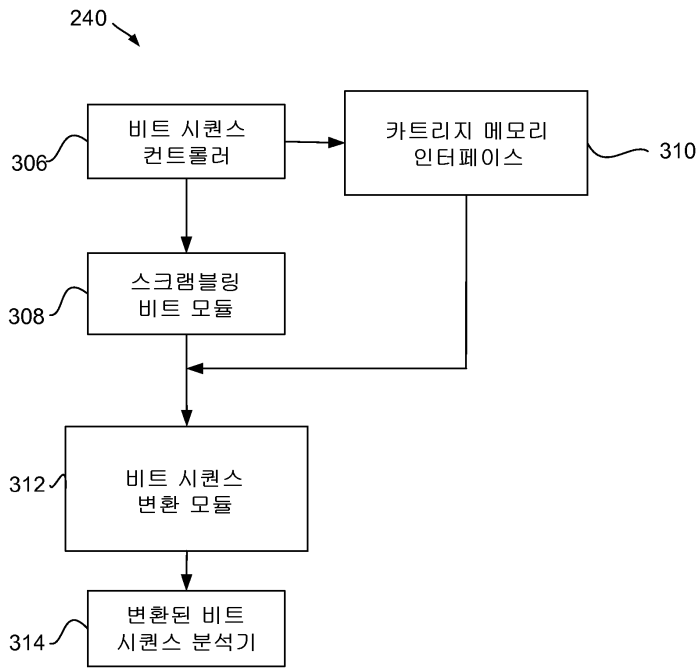 240
비트 시퀀스
컨트롤러
306
카트리지 메모리
인터페이스
310
스크램블링
비트 모듈
308
비트 시퀀스
변환 모듈
312
변환된 비트
시퀀스 분석기
314